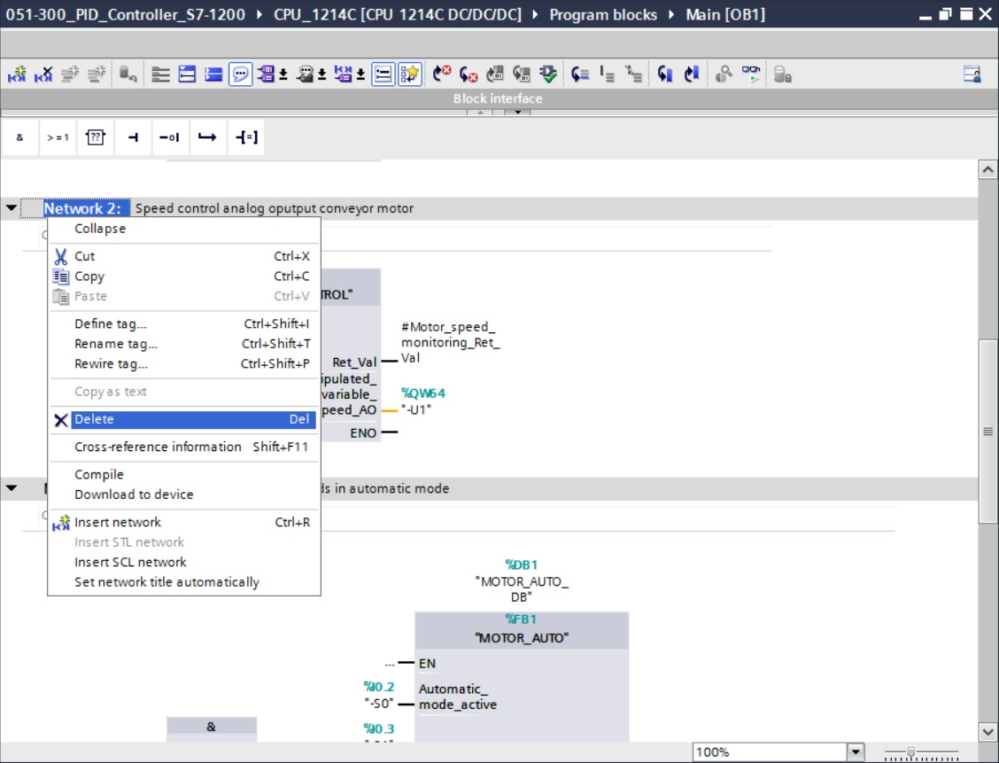 051-300_PID_Controller_S7-1200 ▸ CPU_1214C [CPU 1214C DC/DC/DC] ▸ Program blocks ▸ Main [OB1]
Block interface
& >=1 ?? -o| -[=]
Network 2: Speed control analog oputput conveyor motor
Collapse
Cut Ctrl+X
Copy Ctrl+C
Paste Ctrl+V
Define tag... Ctrl+Shift+I
Rename tag... Ctrl+Shift+T
Rewire tag... Ctrl+Shift+P
Copy as text
Delete Del
Cross-reference information Shift+F11
Compile
Download to device
Insert network Ctrl+R
Insert STL network
Insert SCL network
Set network title automatically
TROL"
#Motor_speed_
monitoring_Ret_
Ret_Val Val
ipulated_
variable_ %QW64
peed_AO "-U1"
ENO
ds in automatic mode
%DB1
"MOTOR_AUTO_
DB"
%FB1
"MOTOR_AUTO"
... EN
%I0.2 Automatic_
"-S0" mode_active
&
%I0.3
100%